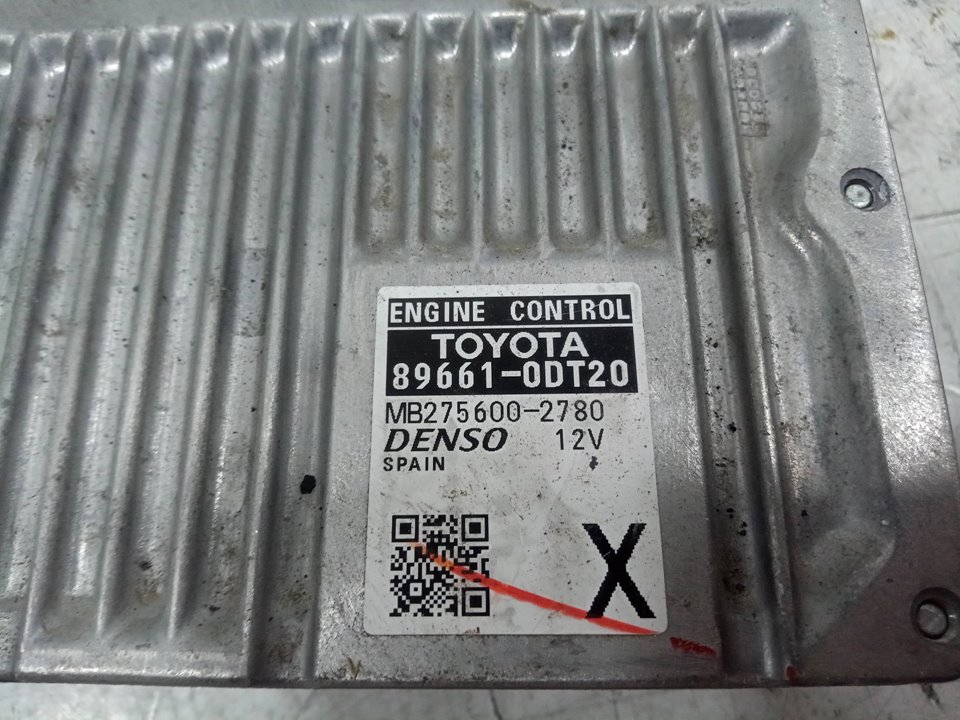 ENGINE CONTROL
TOYOTA
89661-0DT20
MB275600-2780
DENSO 12V
SPAIN
X